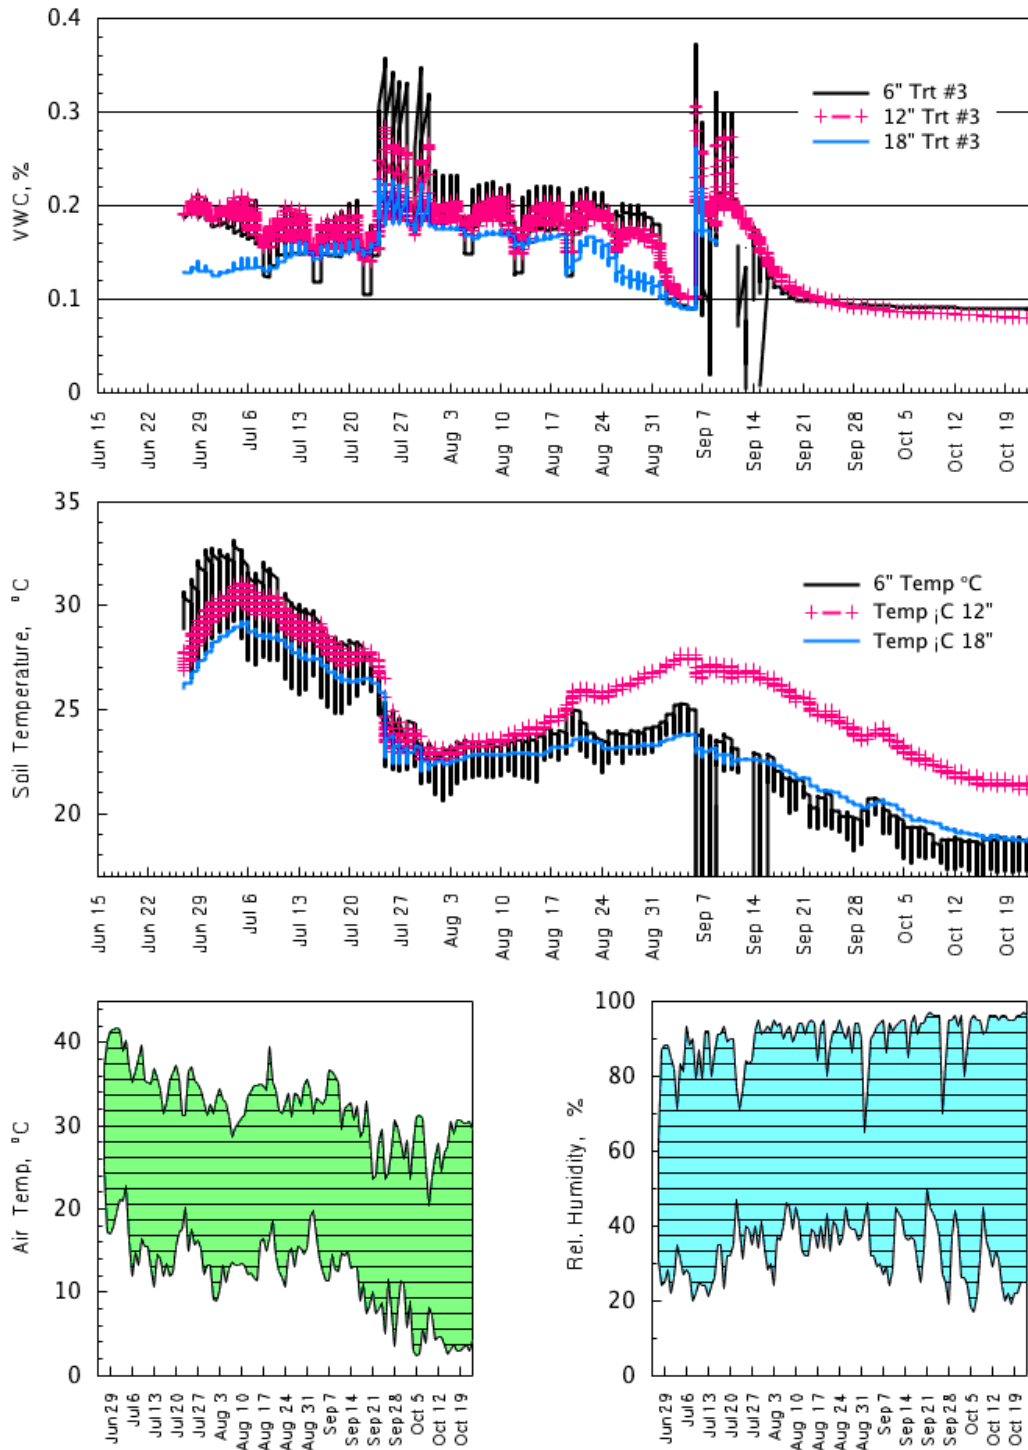 0.4
0.3
0.2
0.1
0
VWC, %
6" Trt #3
12" Trt #3
18" Trt #3
Jun 15
Jun 22
Jun 29
Jul 6
Jul 13
Jul 20
Jul 27
Aug 3
Aug 10
Aug 17
Aug 24
Aug 31
Sep 7
Sep 14
Sep 21
Sep 28
Oct 5
Oct 12
Oct 19
35
30
25
20
Soil Temperature, ºC
6" Temp ºC
Temp ¡C 12"
Temp ¡C 18"
Jun 15
Jun 22
Jun 29
Jul 6
Jul 13
Jul 20
Jul 27
Aug 3
Aug 10
Aug 17
Aug 24
Aug 31
Sep 7
Sep 14
Sep 21
Sep 28
Oct 5
Oct 12
Oct 19
40
30
20
10
0
Air Temp, ºC
Jun 29
Jul 6
Jul 13
Jul 20
Jul 27
Aug 3
Aug 10
Aug 17
Aug 24
Aug 31
Sep 7
Sep 14
Sep 21
Sep 28
Oct 5
Oct 12
Oct 19
100
80
60
40
20
0
Rel. Humidity, %
Jun 29
Jul 6
Jul 13
Jul 20
Jul 27
Aug 3
Aug 10
Aug 17
Aug 24
Aug 31
Sep 7
Sep 14
Sep 21
Sep 28
Oct 5
Oct 12
Oct 19